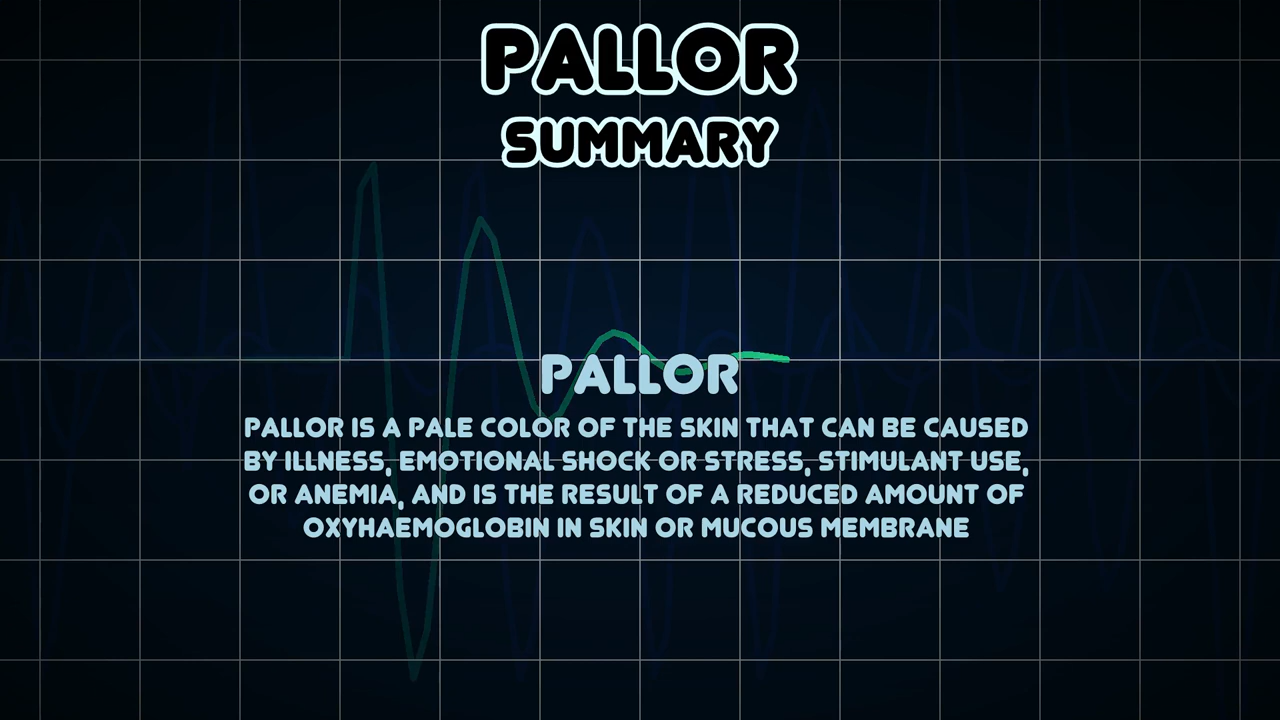 PALLOR
SUMMARY
PALLOR
PALLOR IS A PALE COLOR OF THE SKIN THAT CAN BE CAUSED
BY ILLNESS, EMOTIONAL SHOCK OR STRESS, STIMULANT USE,
OR ANEMIA, AND IS THE RESULT OF A REDUCED AMOUNT OF
OXYHAEMOGLOBIN IN SKIN OR MUCOUS MEMBRANE